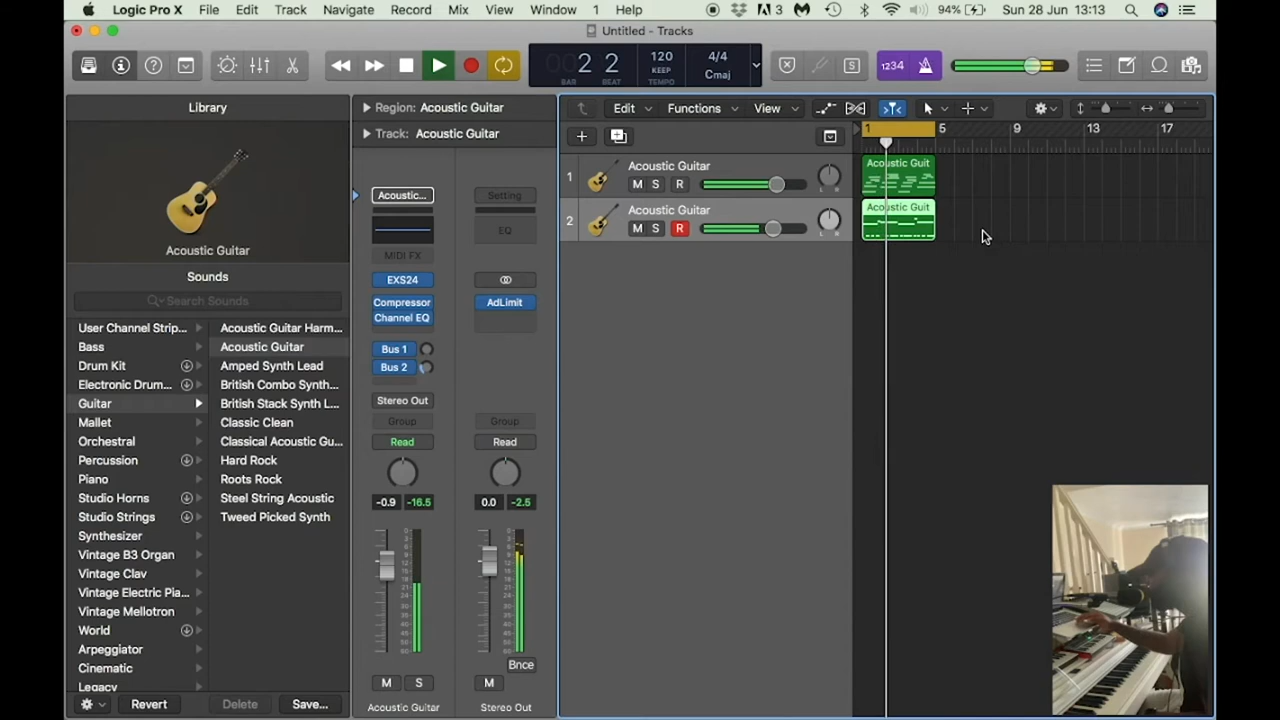 Logic Pro X File Edit Track Navigate Record Mix View Window 1 Help 3 94% Sun 28 Jun 13:13
Untitled - Tracks
2 2 120 4/4
BAR BEAT KEEP TEMPO Cmaj
S 1234
Library
Acoustic Guitar
Sounds
Search Sounds
User Channel Strip...
Bass
Drum Kit
Electronic Drum...
Guitar
Mallet
Orchestral
Percussion
Piano
Studio Horns
Studio Strings
Synthesizer
Vintage B3 Organ
Vintage Clav
Vintage Electric Pia...
Vintage Mellotron
World
Arpeggiator
Cinematic
Legacy
Acoustic Guitar Harm...
Acoustic Guitar
Amped Synth Lead
British Combo Synth...
British Stack Synth L...
Classic Clean
Classical Acoustic Gu...
Hard Rock
Roots Rock
Steel String Acoustic
Tweed Picked Synth
Revert Delete Save...
Region: Acoustic Guitar
Track: Acoustic Guitar
Acoustic... Setting
EQ
MIDI FX
EXS24
Compressor AdLimit
Channel EQ
Bus 1
Bus 2
Stereo Out
Group Group
Read Read
-0.9 -16.5 0.0 -2.5
Bnce
M S M
Acoustic Guitar Stereo Out
Edit Functions View
1 5 9 13 17
1 Acoustic Guitar
M S R L R
Acoustic Guit
2 Acoustic Guitar
M S R L R
Acoustic Guit